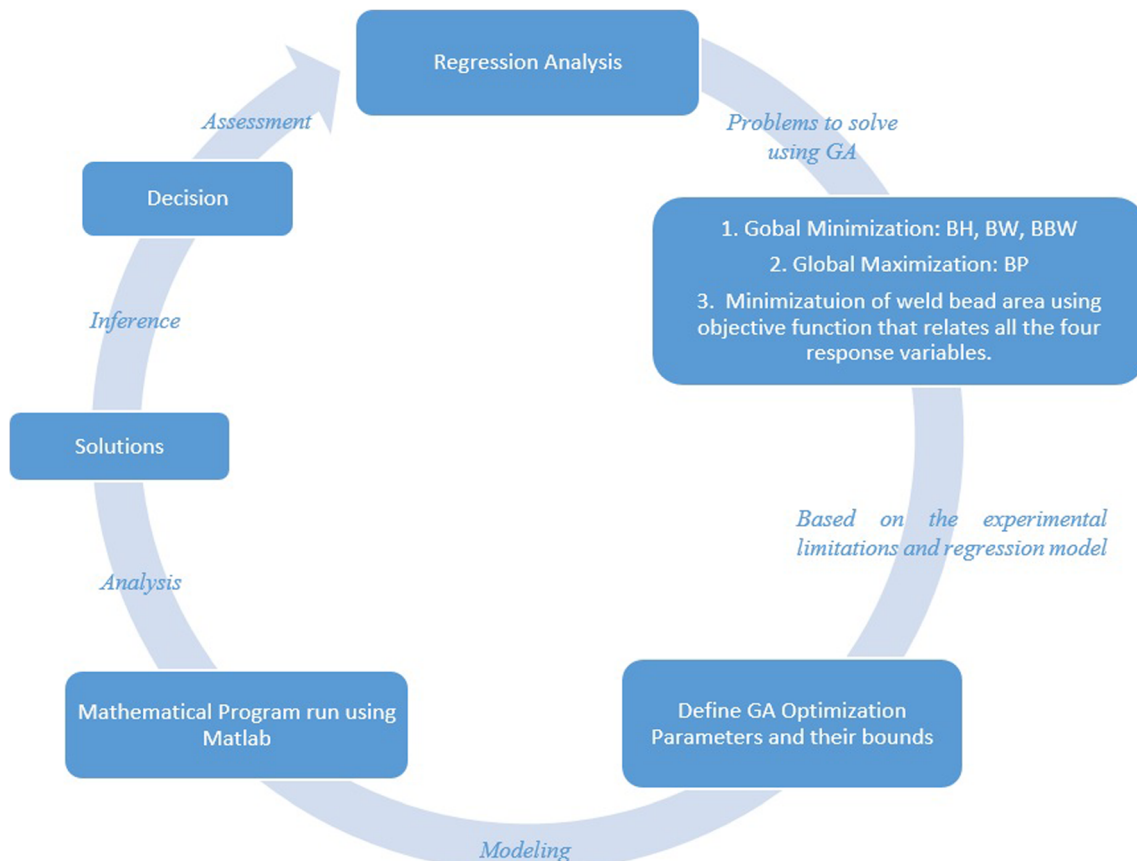 Regression Analysis
Problems to solve
using GA
1. Gobal Minimization: BH, BW, BBW
2. Global Maximization: BP
3. Minimizatuion of weld bead area using
objective function that relates all the four
response variables.
Based on the experimental
limitations and regression model
Define GA Optimization
Parameters and their bounds
Modeling
Mathematical Program run using
Matlab
Analysis
Solutions
Inference
Decision
Assessment